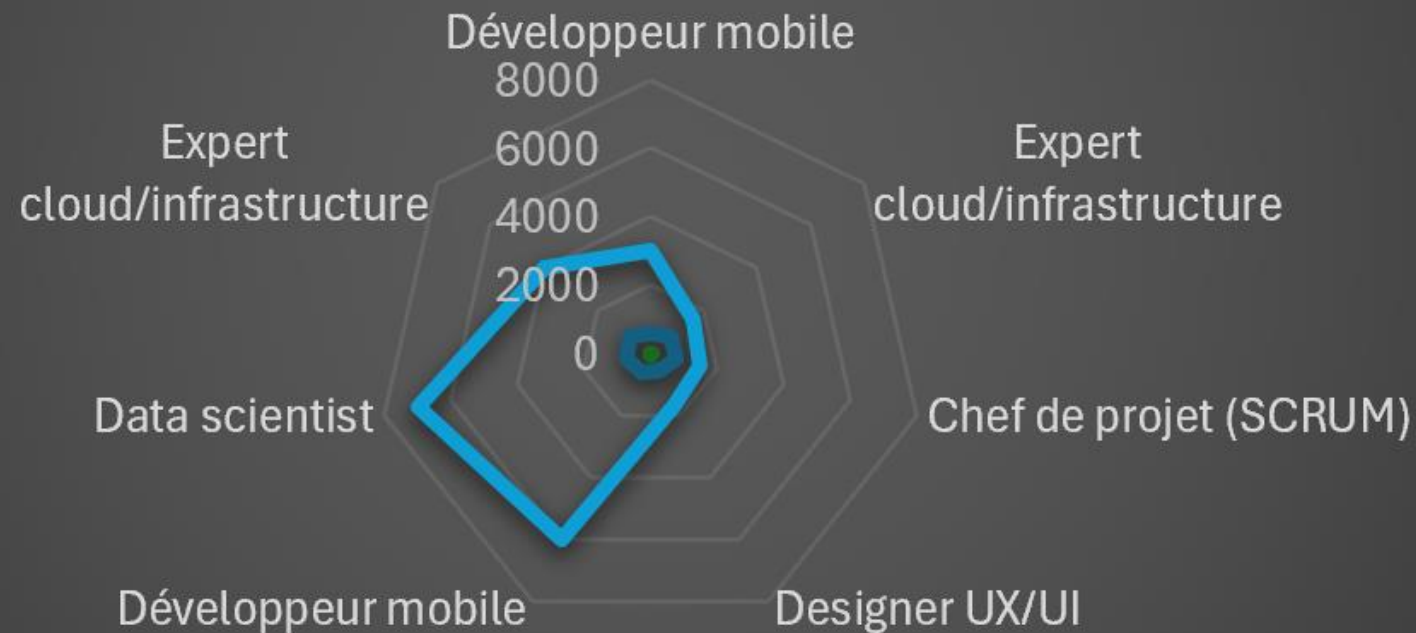 Développeur mobile
8000
6000
4000
2000
0
Expert
cloud/infrastructure
Chef de projet (SCRUM)
Designer UX/UI
Développeur mobile
Data scientist
Expert
cloud/infrastructure